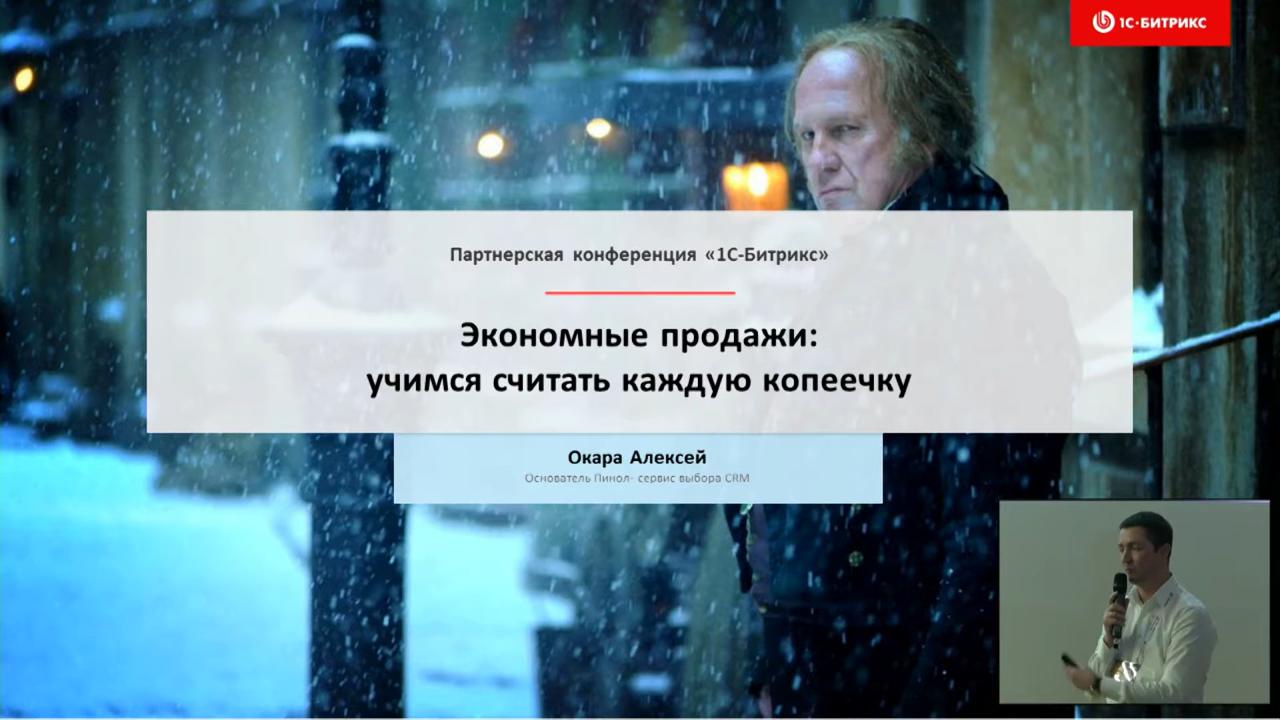 1С·БИТРИКС
Партнерская конференция «1С-Битрикс»
Экономные продажи:
учимся считать каждую копеечку
Окара Алексей
Основатель Пинол- сервис выбора CRM